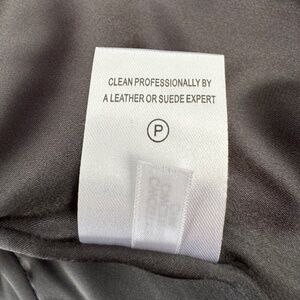 CLEAN PROFESSIONALLY BY
A LEATHER OR SUEDE EXPERT
P